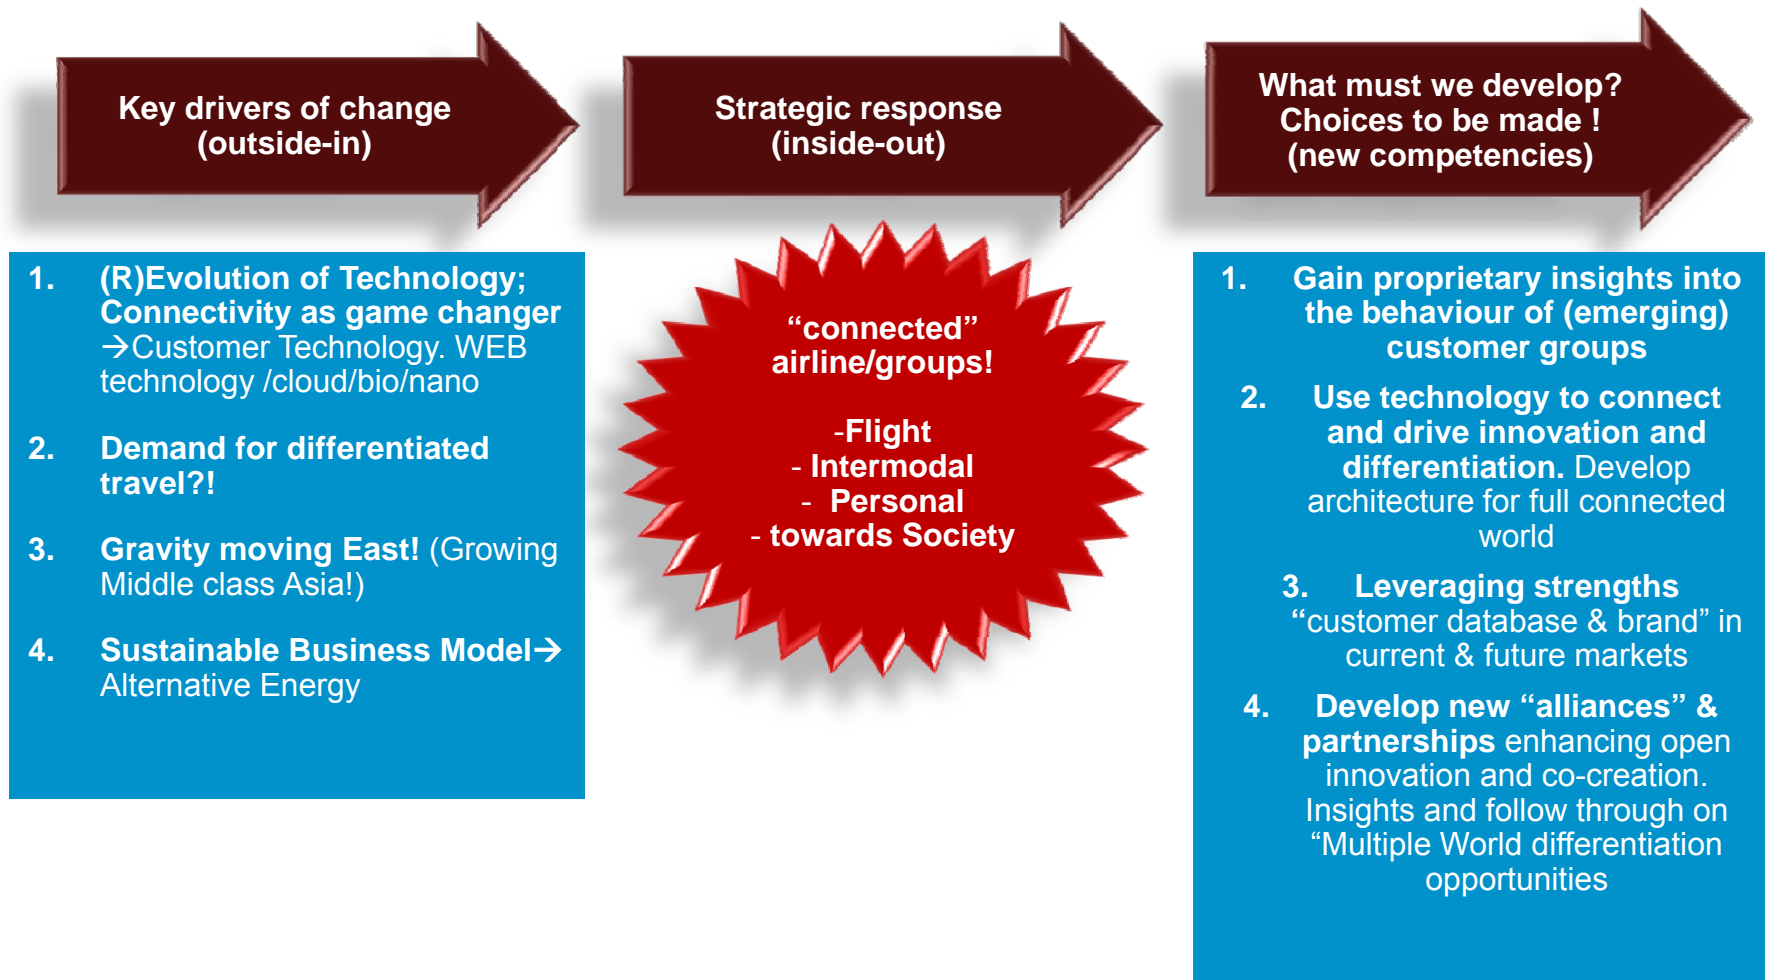 Key drivers of change
(outside-in)
Strategic response
(inside-out)
What must we develop?
Choices to be made !
(new competencies)
1. (R)Evolution of Technology;
Connectivity as game changer
→Customer Technology. WEB
technology /cloud/bio/nano
2. Demand for differentiated
travel?!
3. Gravity moving East! (Growing
Middle class Asia!)
4. Sustainable Business Model→
Alternative Energy
“connected”
airline/groups!
-Flight
- Intermodal
- Personal
- towards Society
1. Gain proprietary insights into
the behaviour of (emerging)
customer groups
2. Use technology to connect
and drive innovation and
differentiation. Develop
architecture for full connected
world
3. Leveraging strengths
“customer database & brand” in
current & future markets
4. Develop new “alliances” &
partnerships enhancing open
innovation and co-creation.
Insights and follow through on
“Multiple World differentiation
opportunities